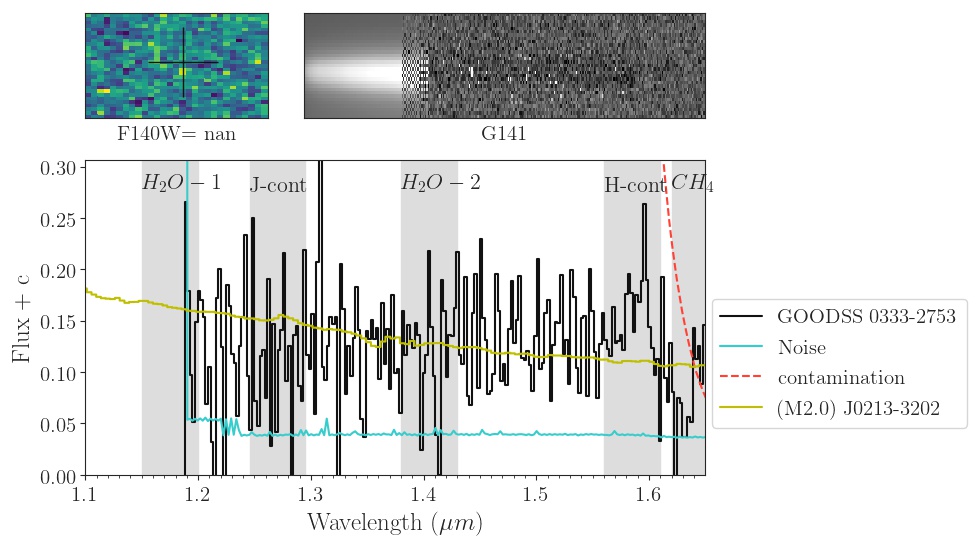 F140W= nan
G141
H₂O − 1
J-cont
H₂O − 2
H-cont
CH₄
0.30
0.25
0.20
0.15
0.10
0.05
0.00
Flux + c
1.1
1.2
1.3
1.4
1.5
1.6
Wavelength (μm)
GOODSS 0333-2753
Noise
contamination
(M2.0) J0213-3202